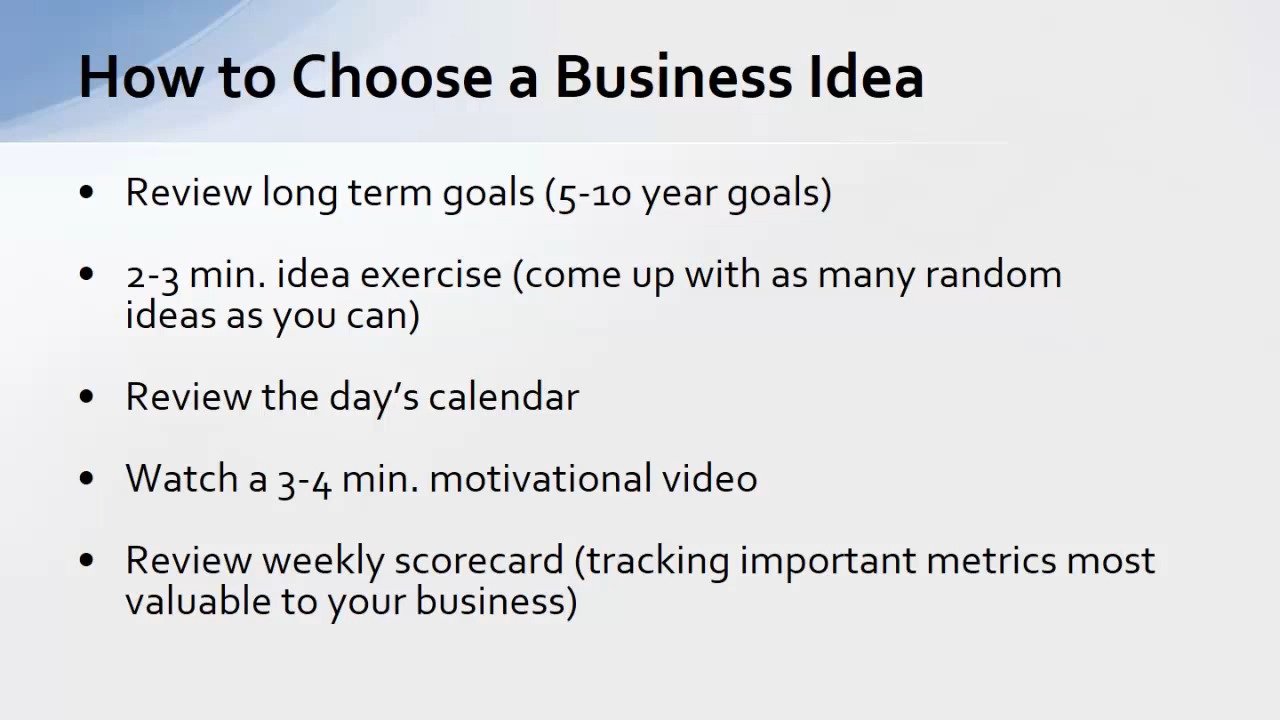 How to Choose a Business Idea
• Review long term goals (5-10 year goals)
• 2-3 min. idea exercise (come up with as many random
ideas as you can)
• Review the day’s calendar
• Watch a 3-4 min. motivational video
• Review weekly scorecard (tracking important metrics most
valuable to your business)